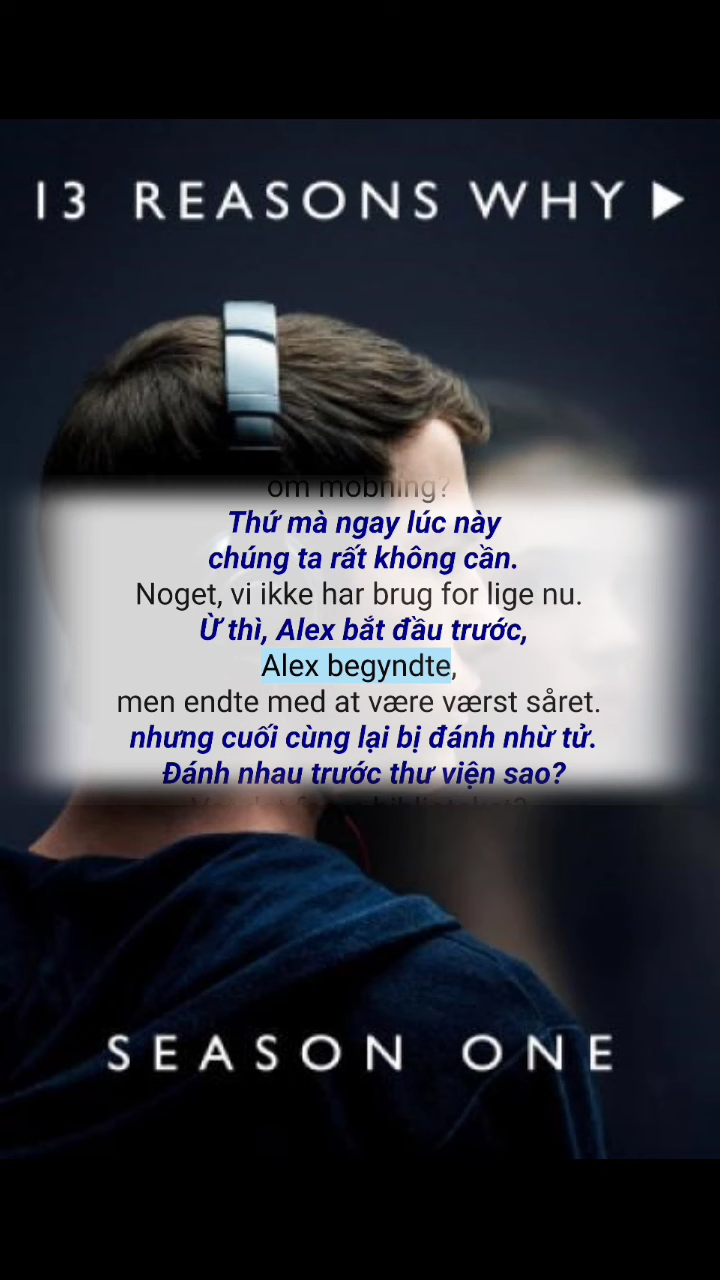 13 REASONS WHY
om mobning?
Thứ mà ngay lúc này
chúng ta rất không cần.
Noget, vi ikke har brug for lige nu.
Ừ thì, Alex bắt đầu trước,
Alex begyndte,
men endte med at være værst såret.
nhưng cuối cùng lại bị đánh nhừ tử.
Đánh nhau trước thư viện sao?
SEASON ONE